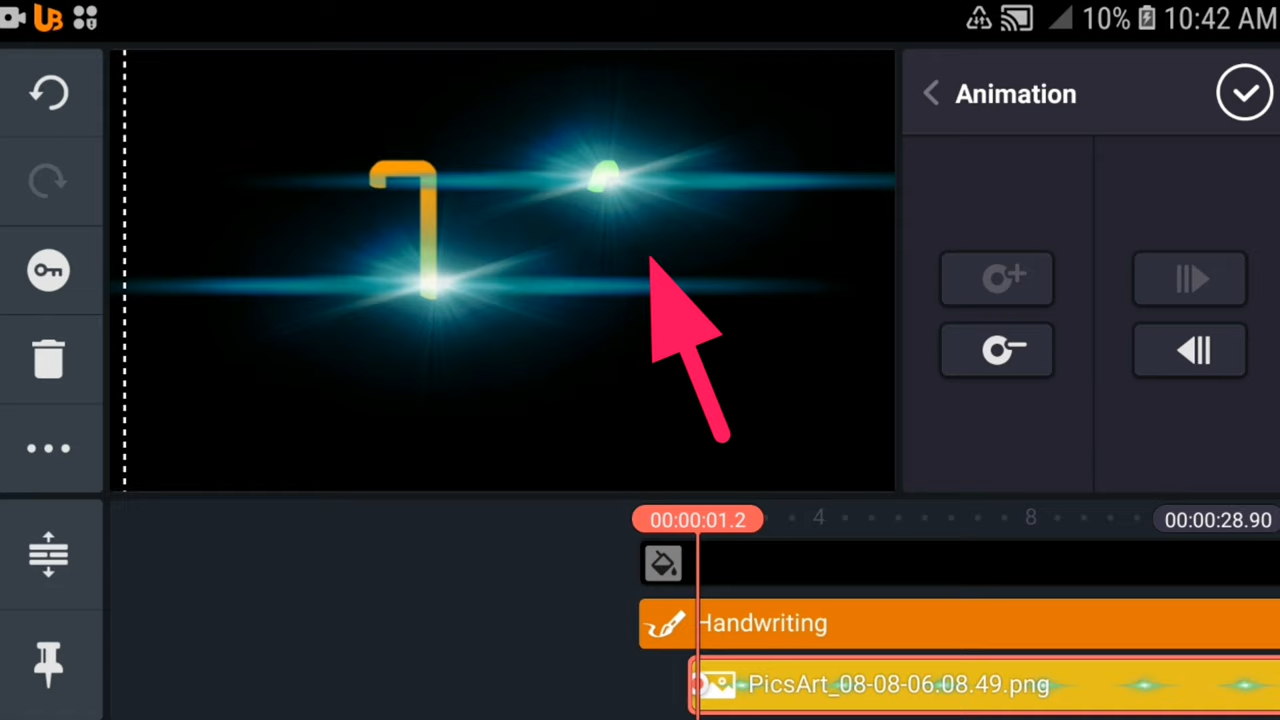 10% 10:42 AM
Animation
00:00:01.2 4 8 00:00:28.90
Handwriting
PicsArt_08-08-06.08.49.png